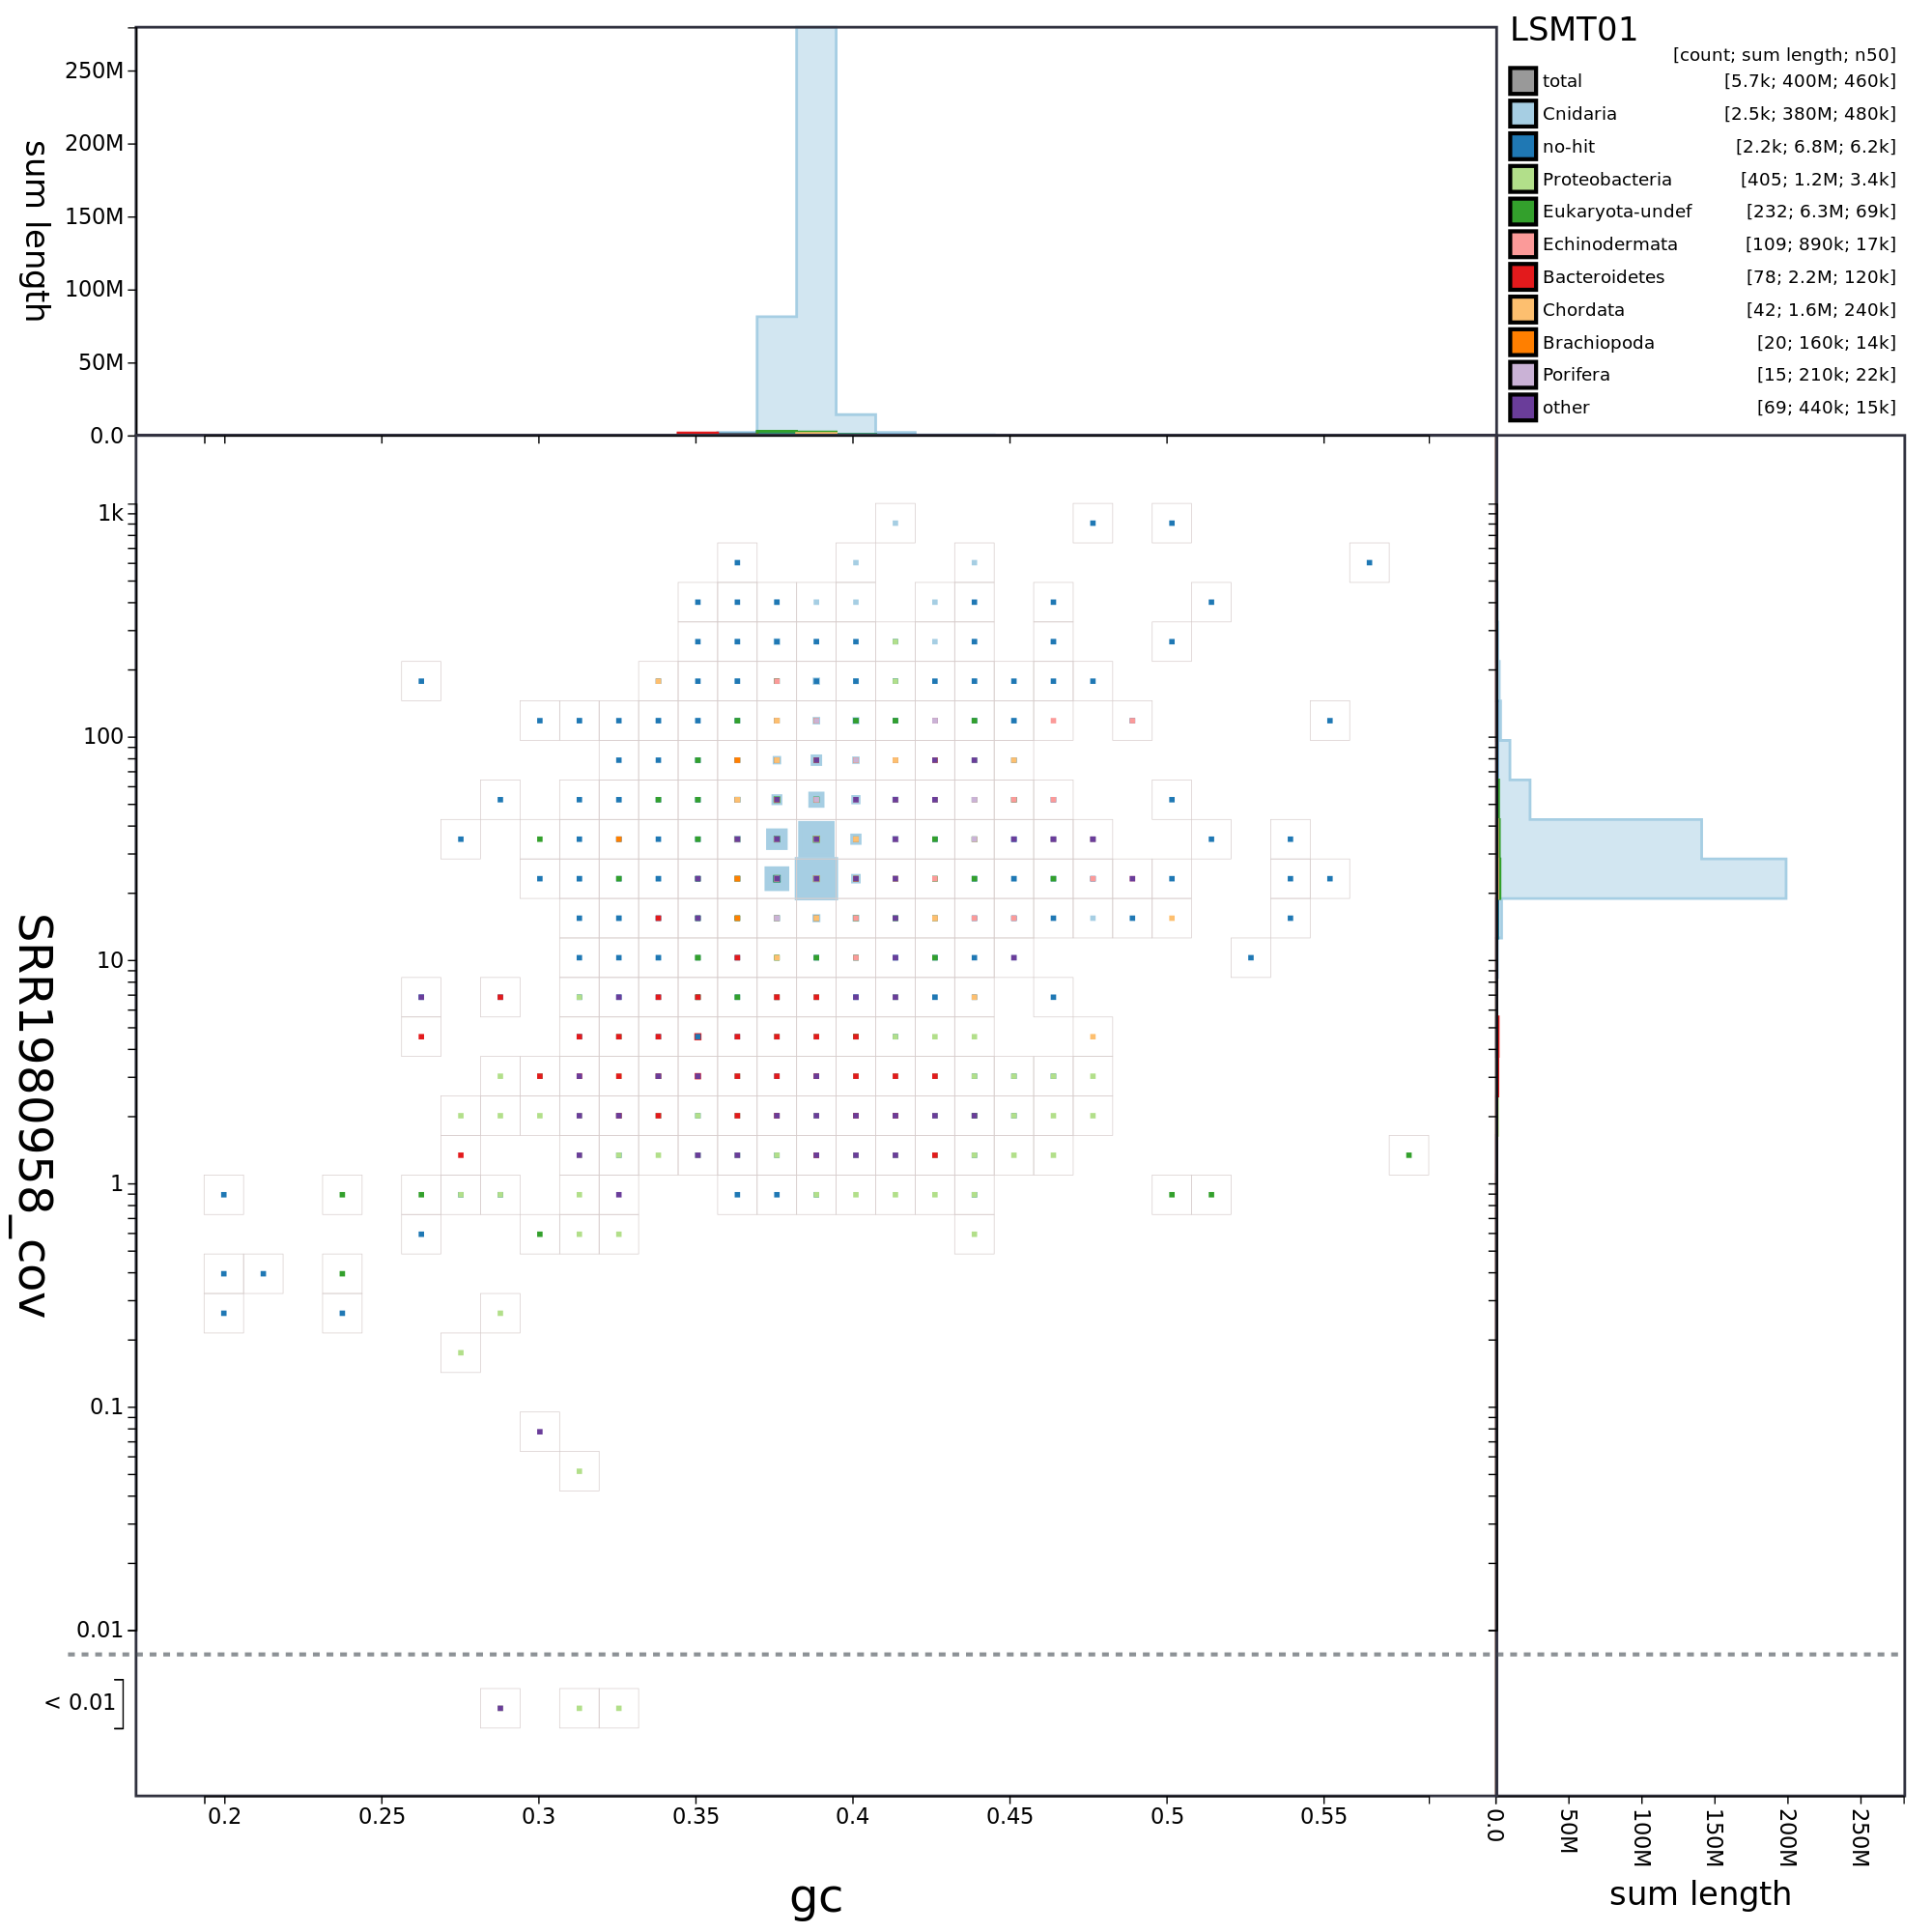 LSMT01
[count; sum length; n50]
total [5.7k; 400M; 460k]
Cnidaria [2.5k; 380M; 480k]
no-hit [2.2k; 6.8M; 6.2k]
Proteobacteria [405; 1.2M; 3.4k]
Eukaryota-undef [232; 6.3M; 69k]
Echinodermata [109; 890k; 17k]
Bacteroidetes [78; 2.2M; 120k]
Chordata [42; 1.6M; 240k]
Brachiopoda [20; 160k; 14k]
Porifera [15; 210k; 22k]
other [69; 440k; 15k]
sum length
250M
200M
150M
100M
50M
0.0
SRR1980958_cov
1k
100
10
1
0.1
0.01
< 0.01
0.2 0.25 0.3 0.35 0.4 0.45 0.5 0.55
gc
0.0 50M 100M 150M 200M 250M
sum length